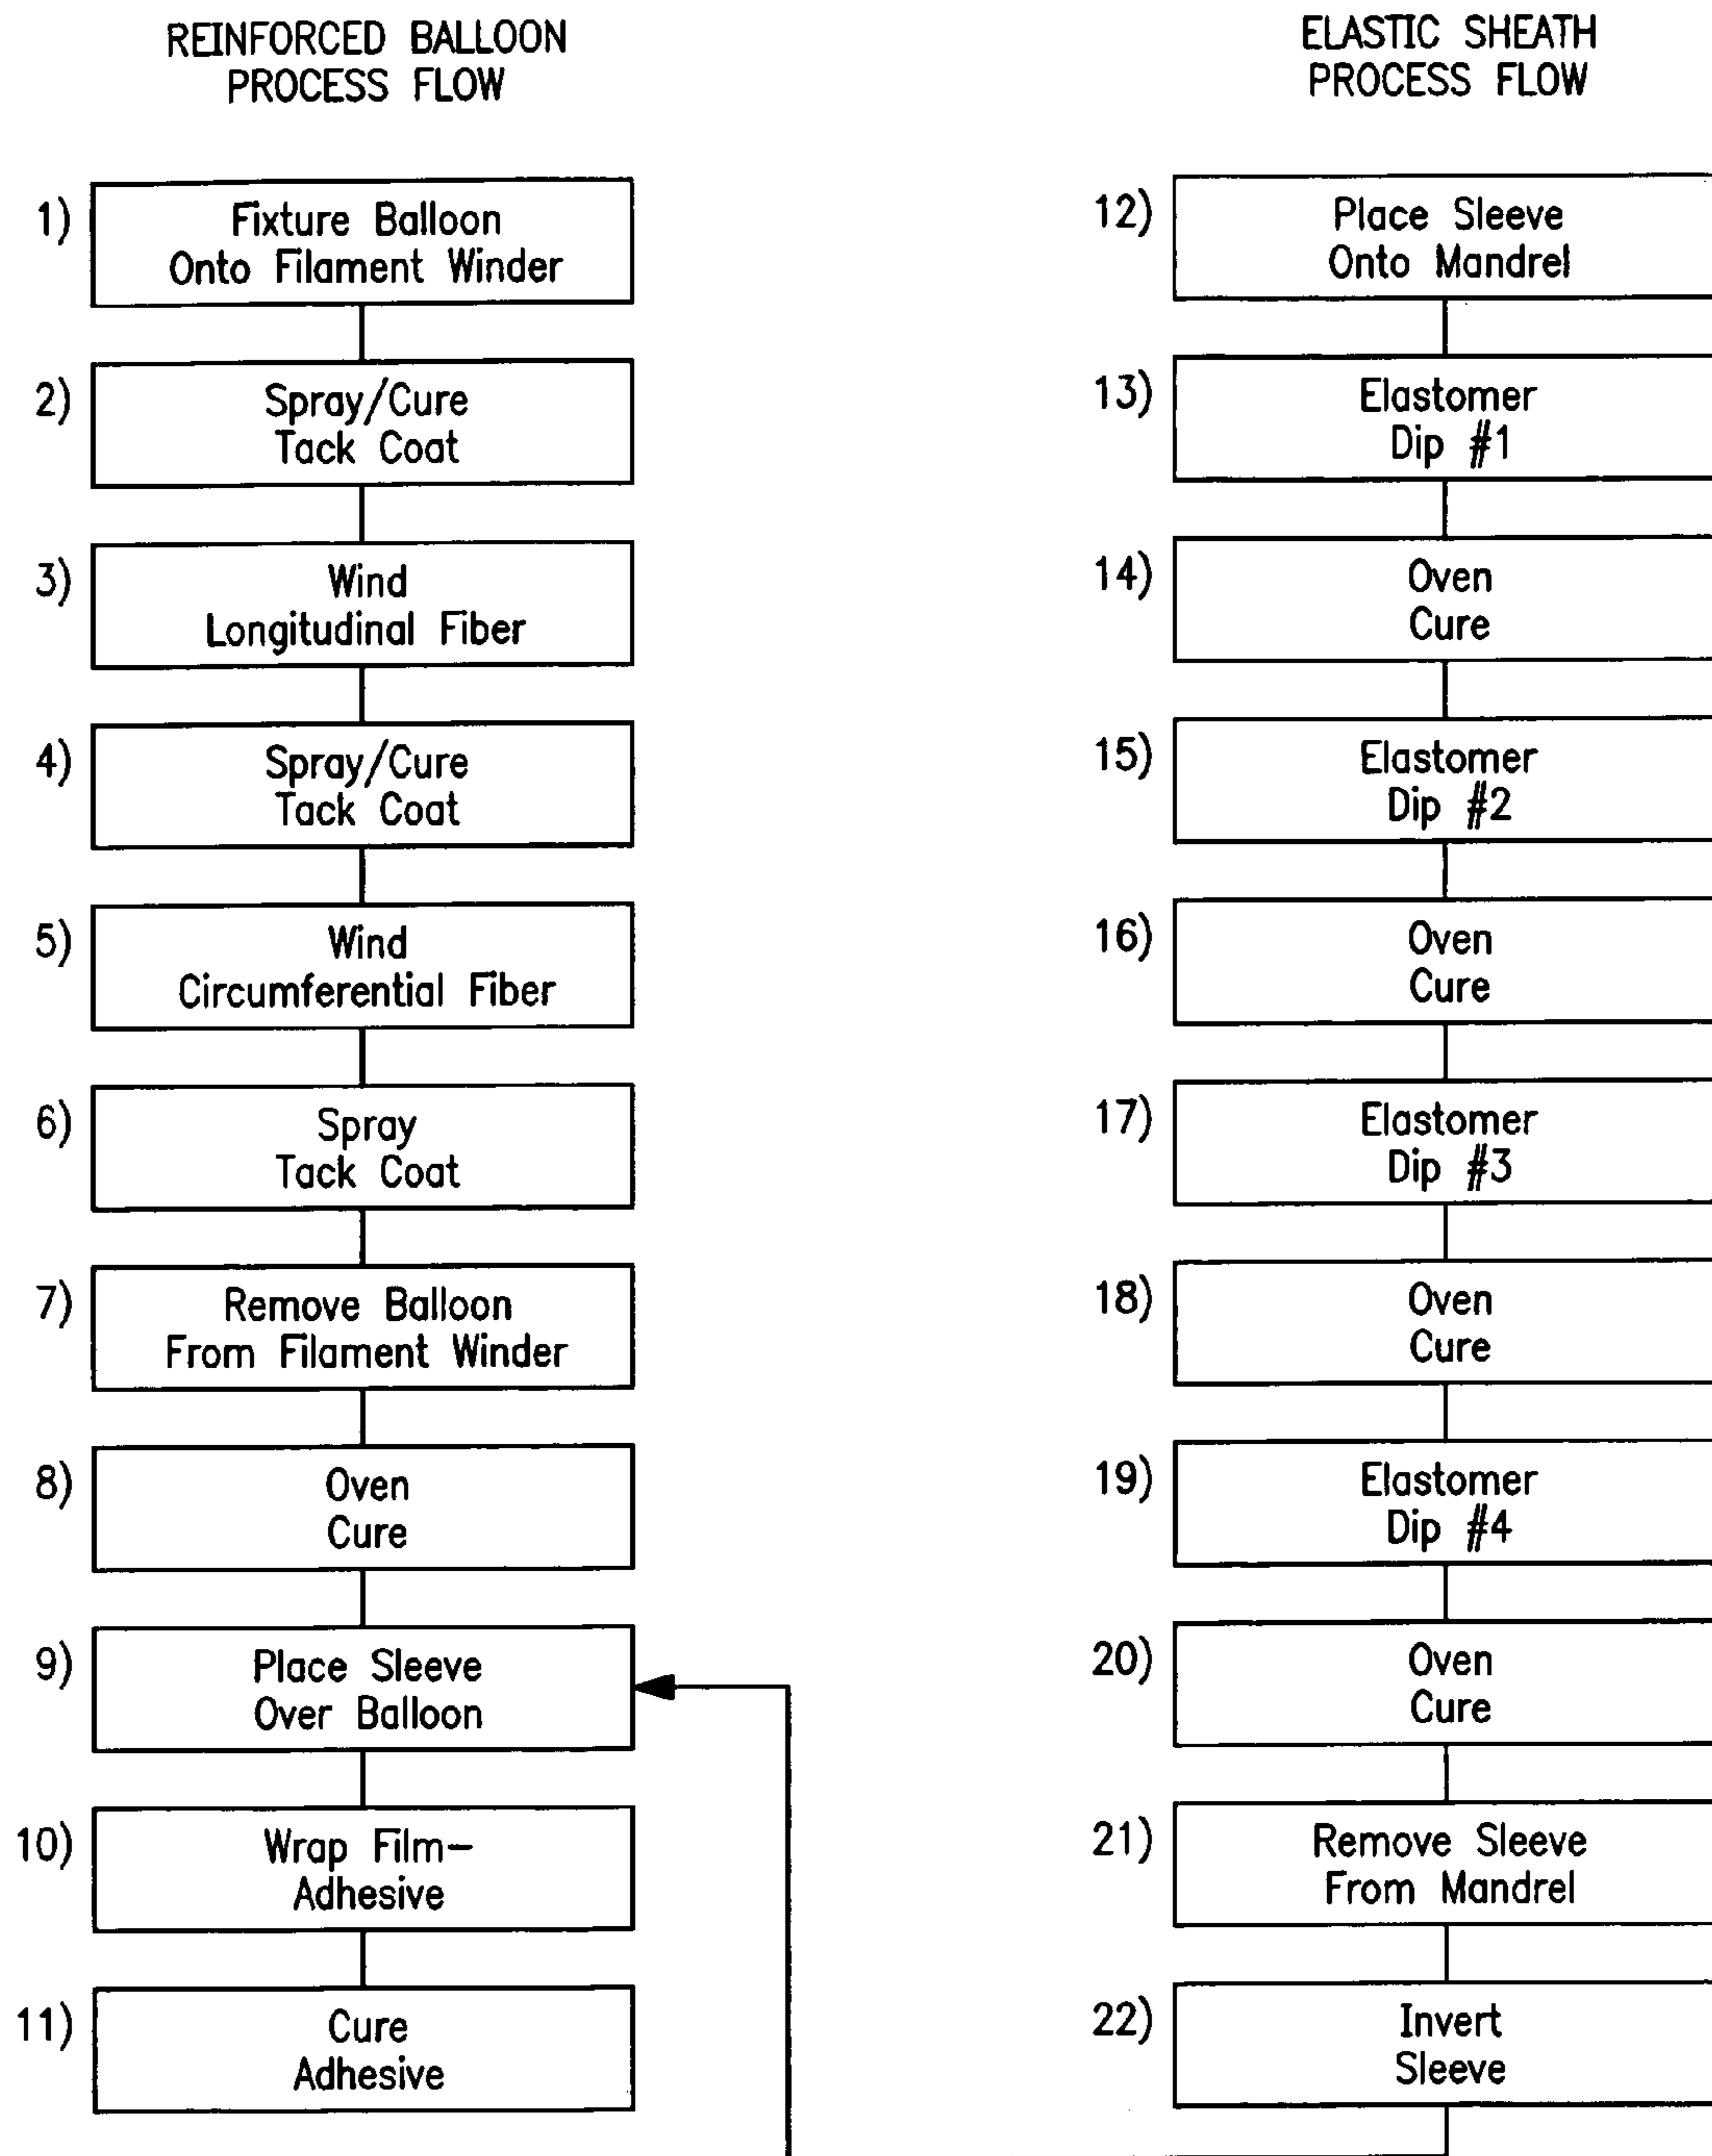 REINFORCED BALLOON
PROCESS FLOW
1)
Fixture Balloon
Onto Filament Winder
2)
Spray/Cure
Tack Coat
3)
Wind
Longitudinal Fiber
4)
Spray/Cure
Tack Coat
5)
Wind
Circumferential Fiber
6)
Spray
Tack Coat
7)
Remove Balloon
From Filament Winder
8)
Oven
Cure
9)
Place Sleeve
Over Balloon
10)
Wrap Film-
Adhesive
11)
Cure
Adhesive
ELASTIC SHEATH
PROCESS FLOW
12)
Place Sleeve
Onto Mandrel
13)
Elastomer
Dip #1
14)
Oven
Cure
15)
Elastomer
Dip #2
16)
Oven
Cure
17)
Elastomer
Dip #3
18)
Oven
Cure
19)
Elastomer
Dip #4
20)
Oven
Cure
21)
Remove Sleeve
From Mandrel
22)
Invert
Sleeve